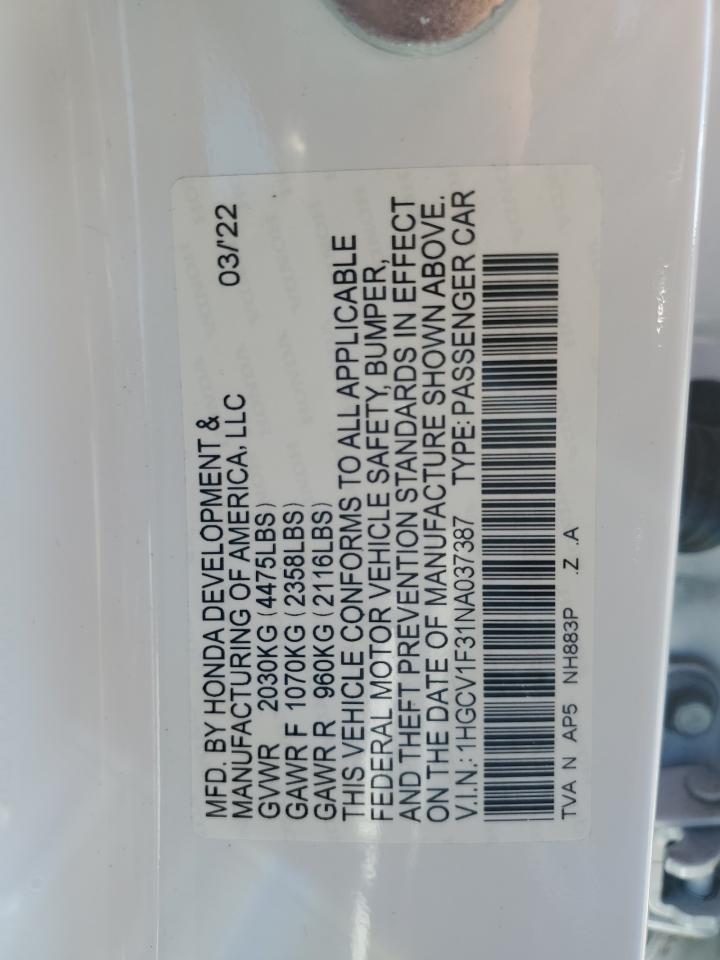 MFD. BY HONDA DEVELOPMENT &
MANUFACTURING OF AMERICA, LLC 03/'22
GVWR 2030KG (4475LBS)
GAWR F 1070KG (2358LBS)
GAWR R 960KG (2116LBS)
THIS VEHICLE CONFORMS TO ALL APPLICABLE
FEDERAL MOTOR VEHICLE SAFETY, BUMPER,
AND THEFT PREVENTION STANDARDS IN EFFECT
ON THE DATE OF MANUFACTURE SHOWN ABOVE.
V.I.N.: 1HGCV1F31NA037387 TYPE: PASSENGER CAR
TVA N AP5 NH883P .Z .A